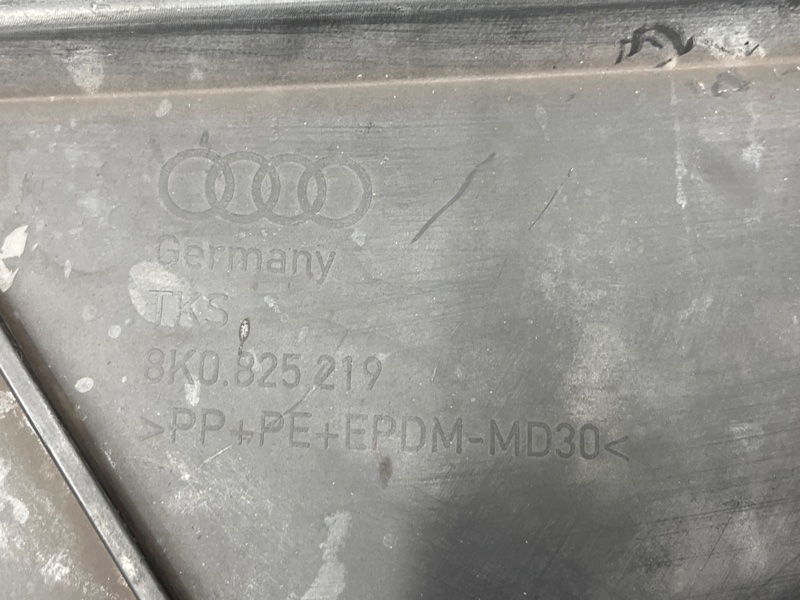 Germany
TKS
8K0.825 219
>PP+PE+EPDM-MD30<